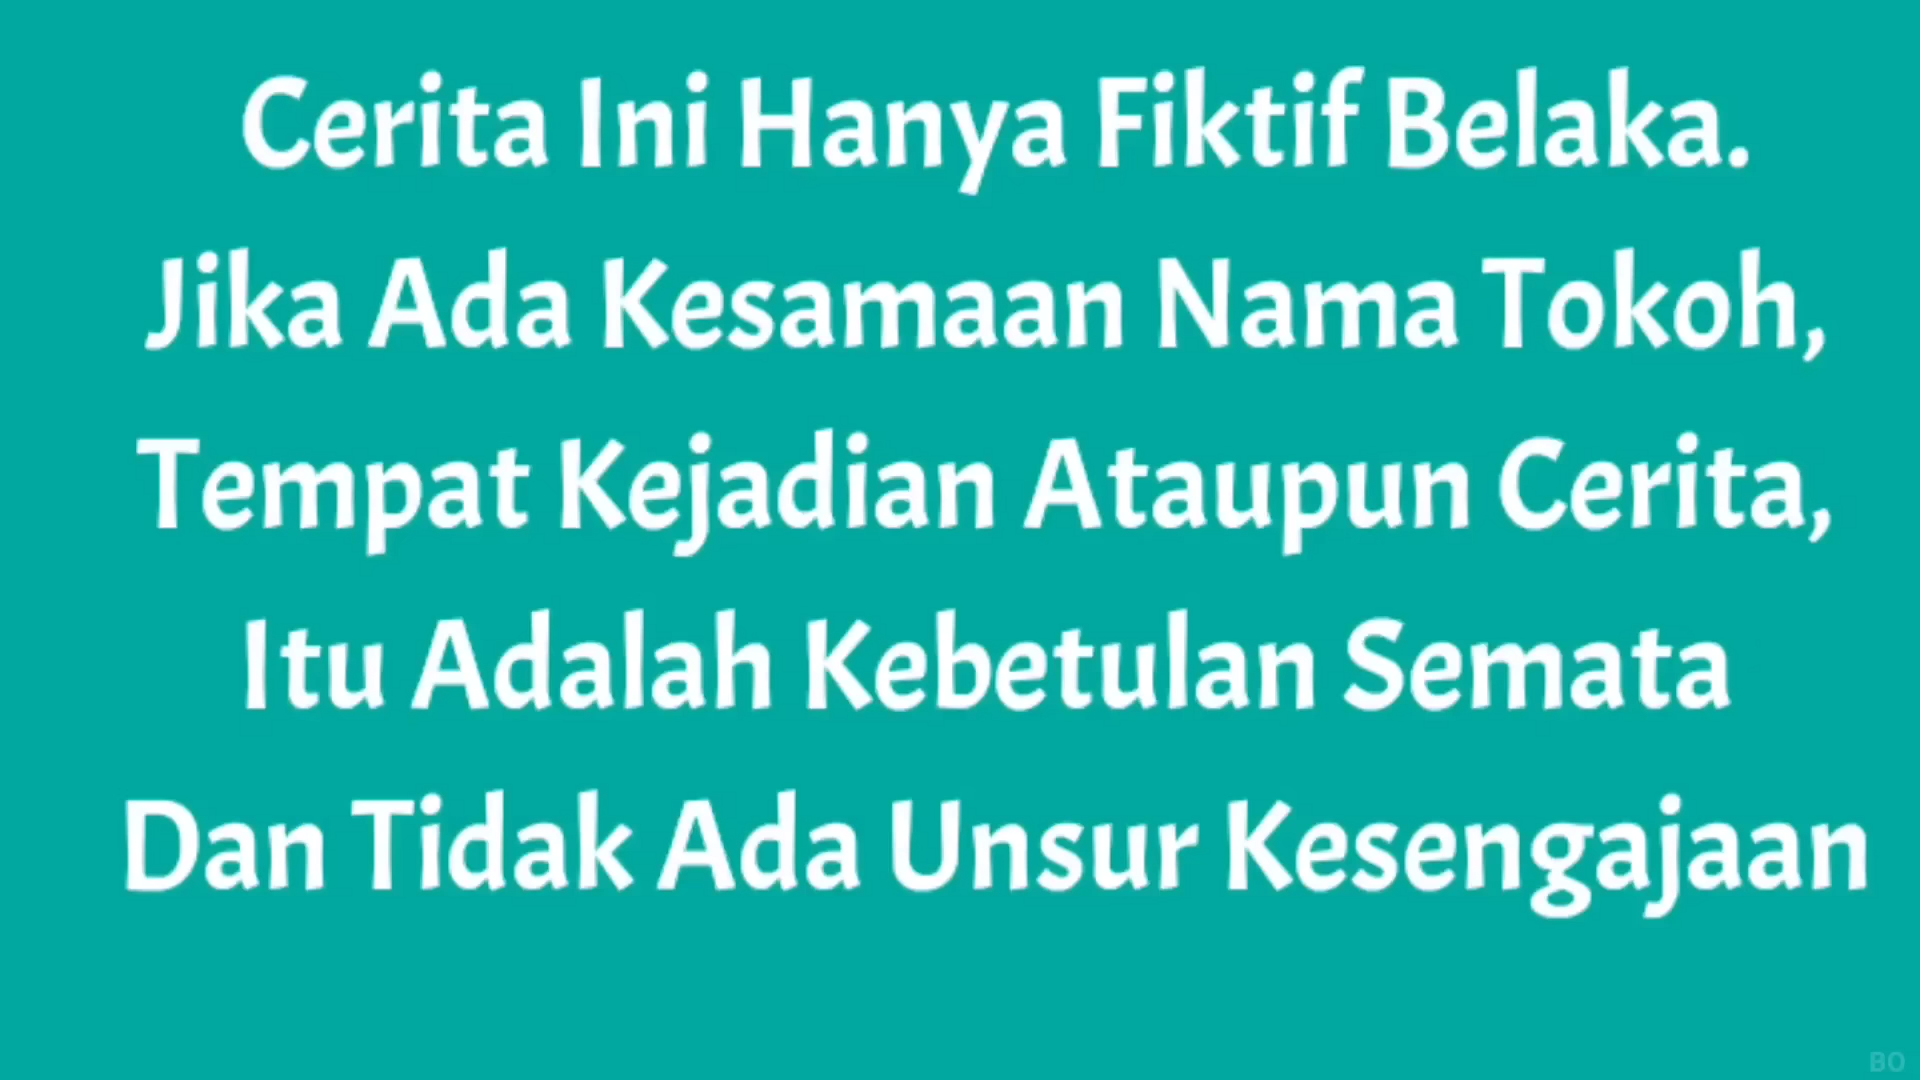 Cerita Ini Hanya Fiktif Belaka.
Jika Ada Kesamaan Nama Tokoh,
Tempat Kejadian Ataupun Cerita,
Itu Adalah Kebetulan Semata
Dan Tidak Ada Unsur Kesengajaan
BO